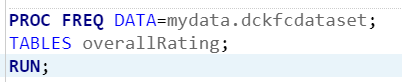 PROC FREQ DATA=mydata.dckfcdataset;
TABLES overallRating;
RUN;